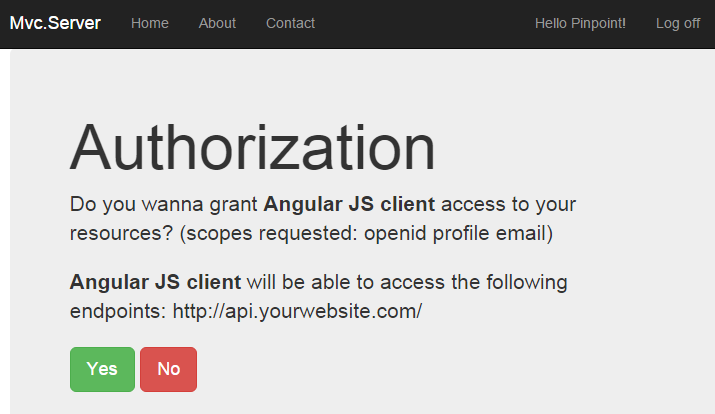 Mvc.Server Home About Contact Hello Pinpoint! Log off
Authorization
Do you wanna grant Angular JS client access to your
resources? (scopes requested: openid profile email)
Angular JS client will be able to access the following
endpoints: http://api.yourwebsite.com/
Yes No